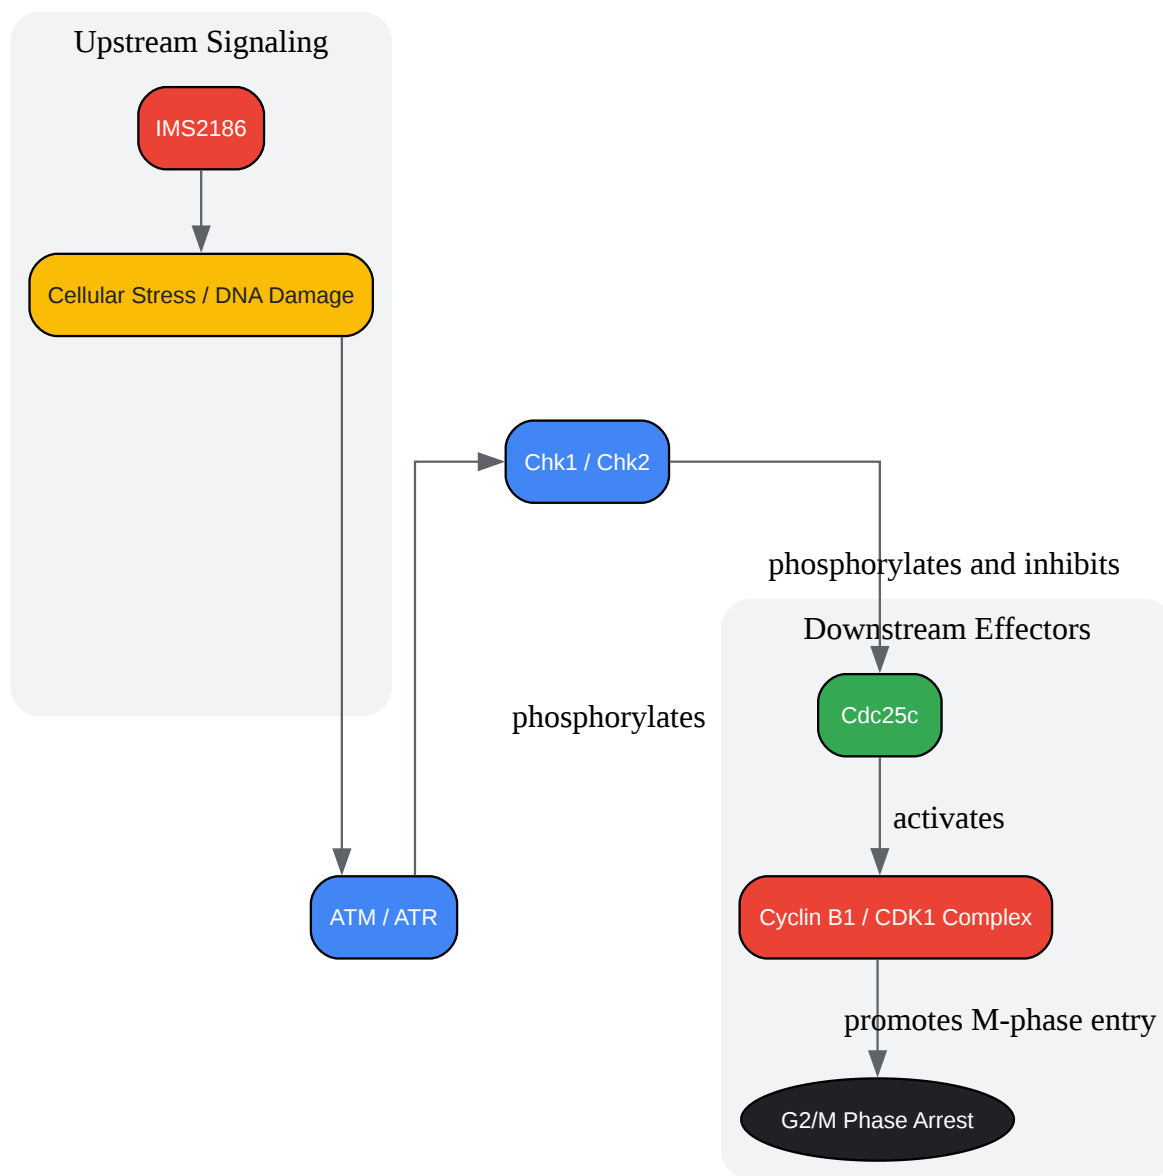 Upstream Signaling
IMS2186
Cellular Stress / DNA Damage
Chk1 / Chk2
phosphorylates and inhibits
Downstream Effectors
phosphorylates
Cdc25c
activates
ATM / ATR
Cyclin B1 / CDK1 Complex
promotes M-phase entry
G2/M Phase Arrest